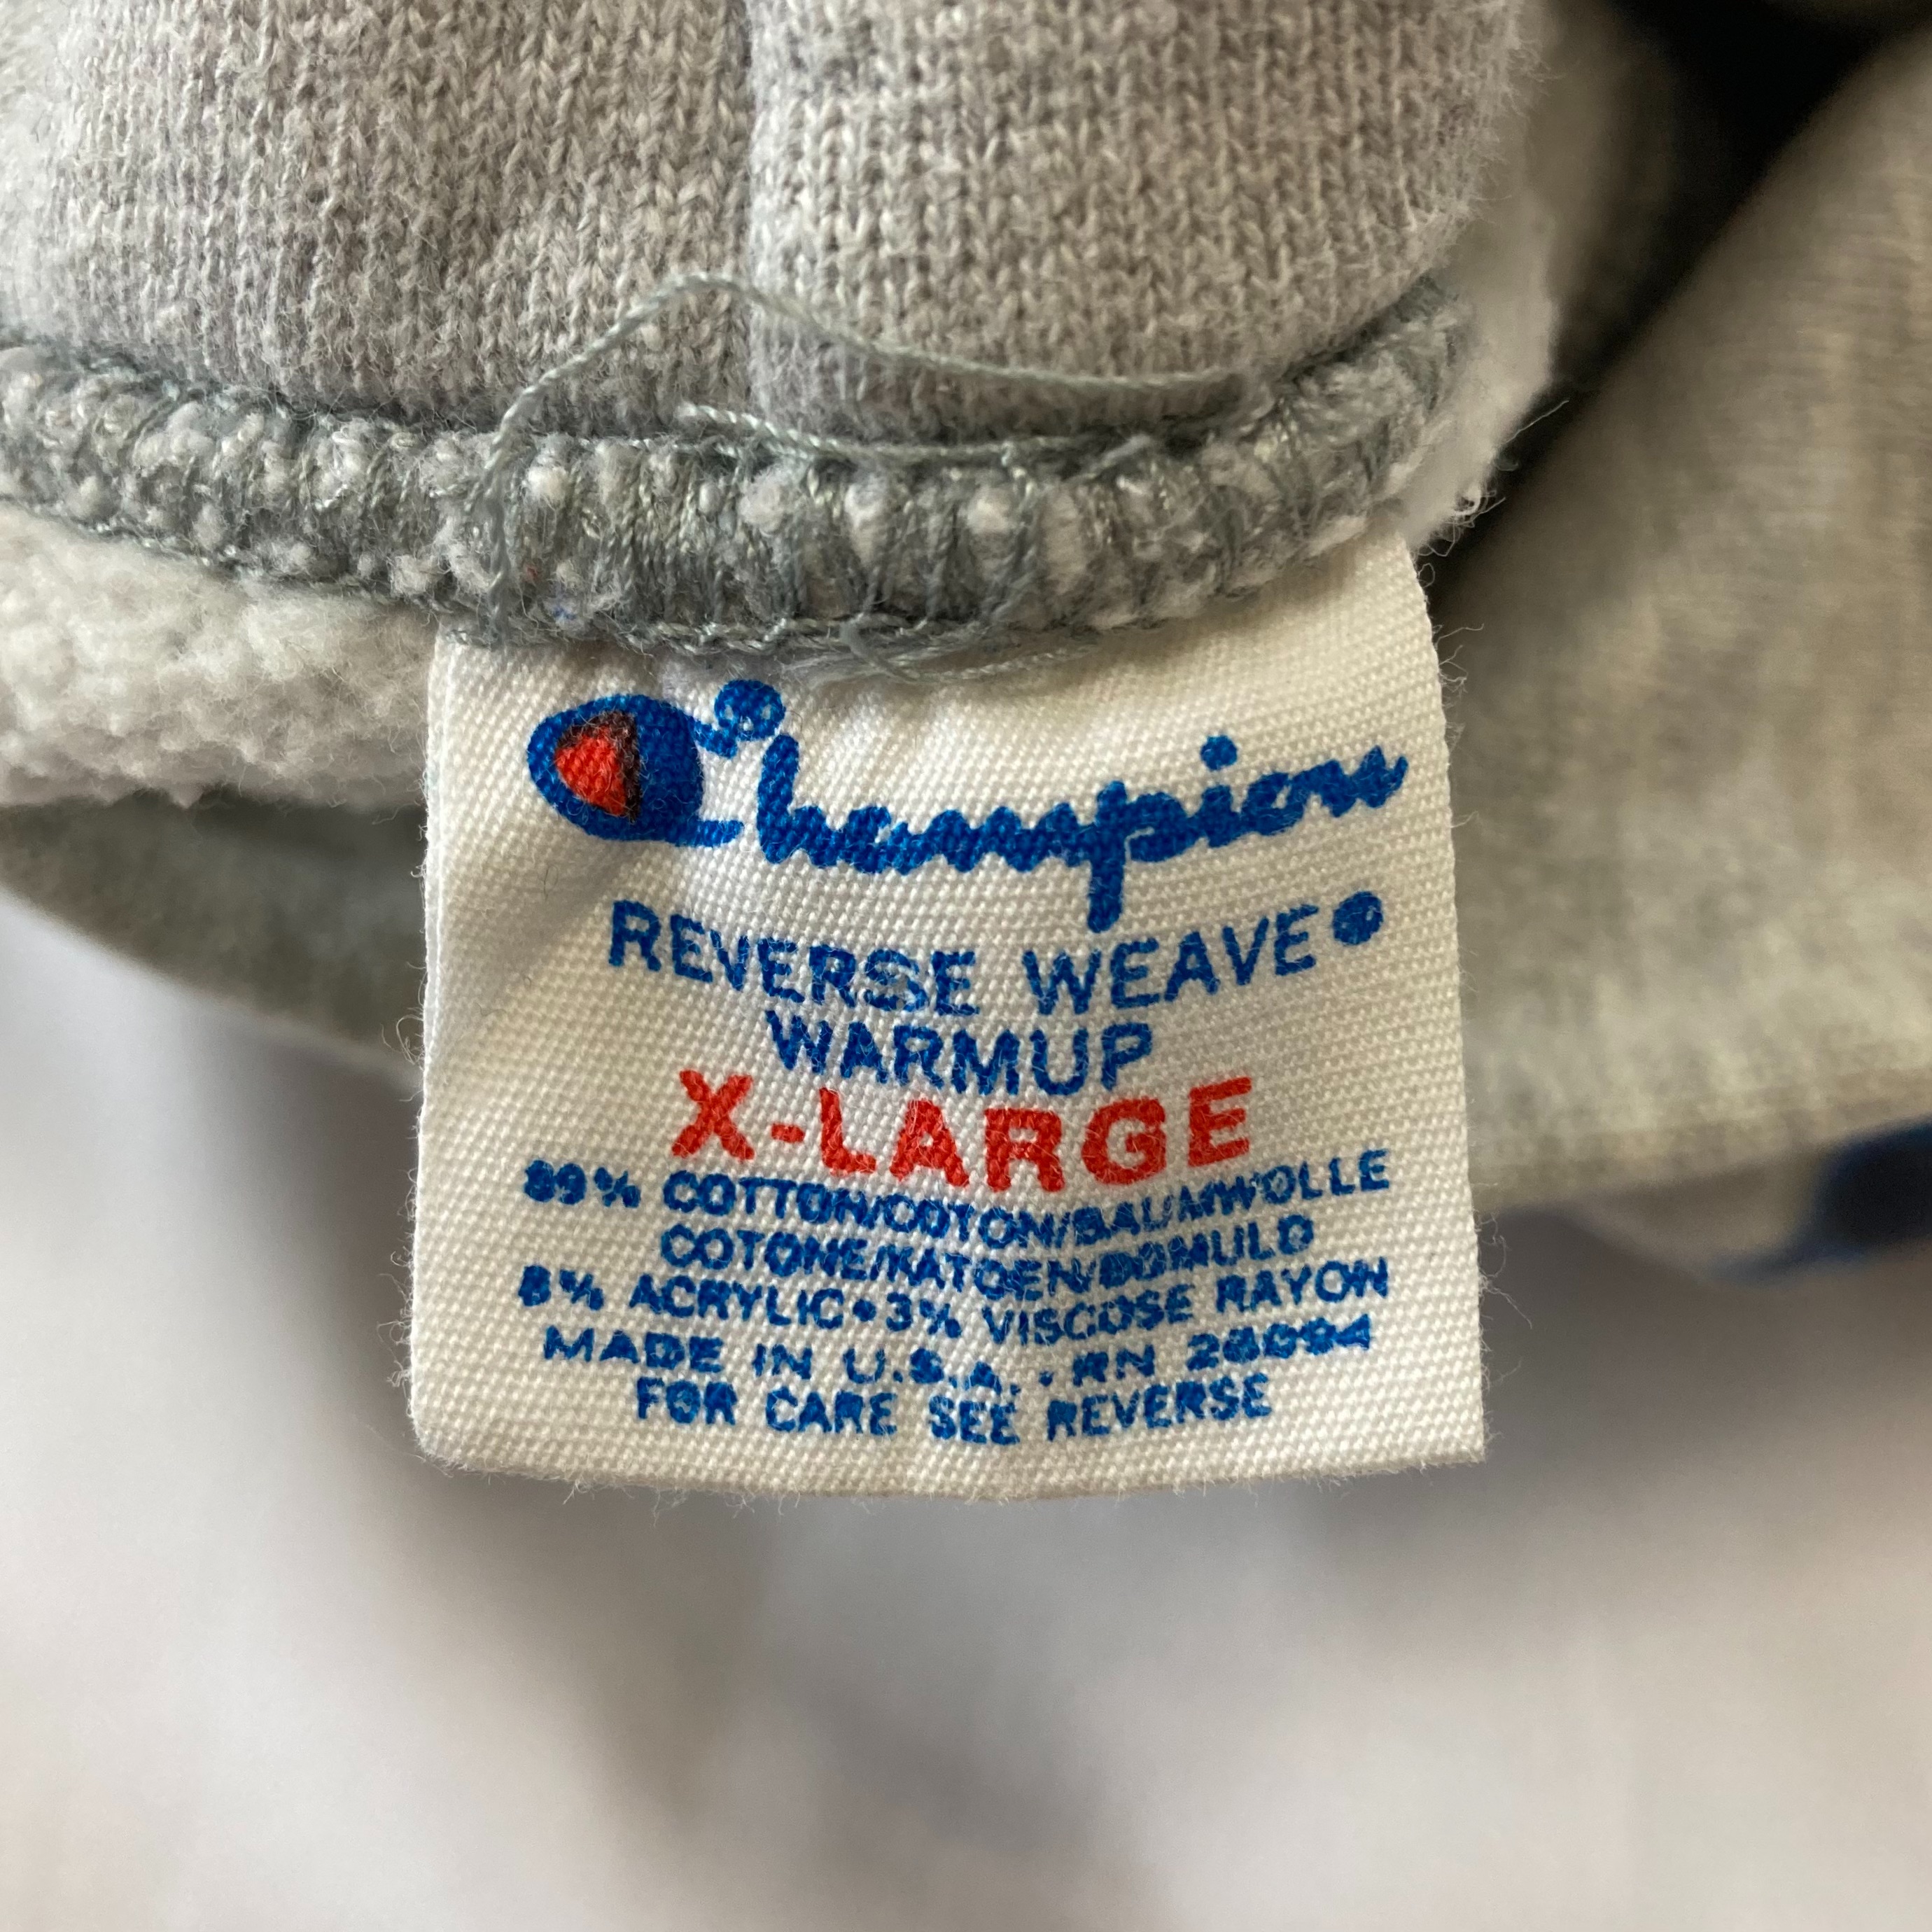 Champion®
REVERSE WEAVE®
WARMUP
X-LARGE
89% COTTON/COTON/BAUMWOLLE
COTONE/KATOEN/BOMULD
8% ACRYLIC•3% VISCOSE RAYON
MADE IN U.S.A. • RN 26094
FOR CARE SEE REVERSE